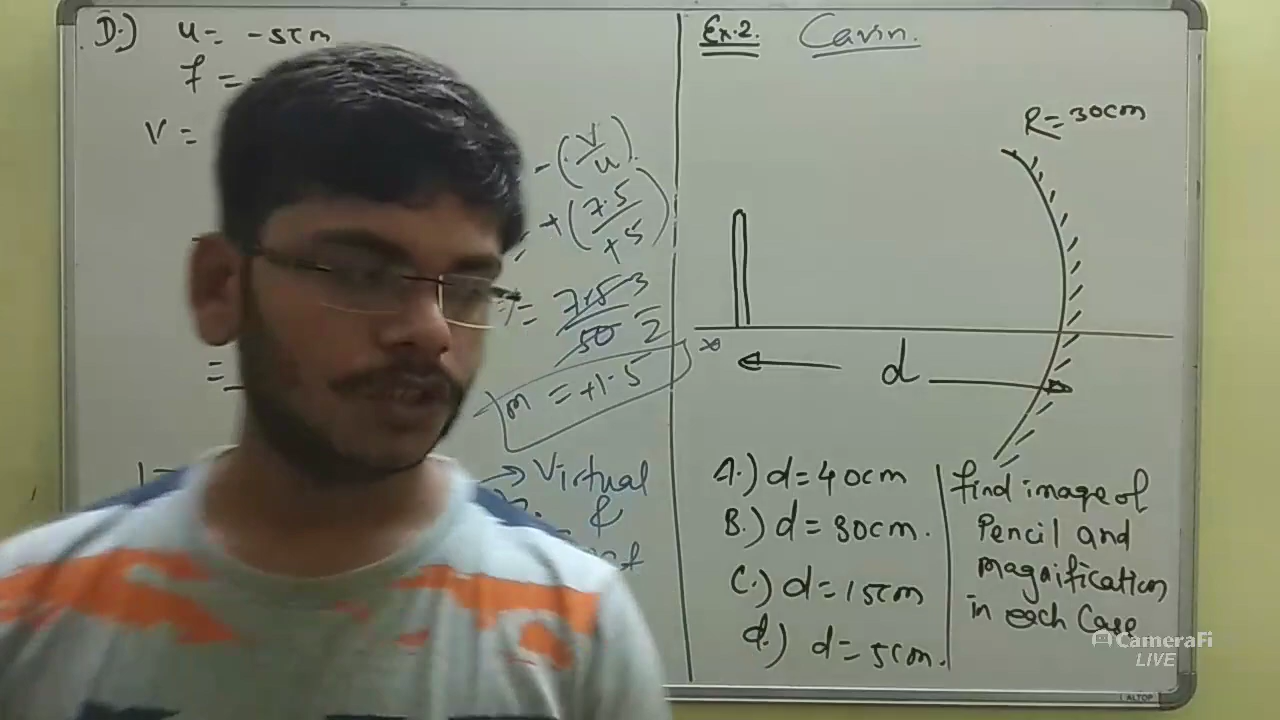 D.) u = -5cm
f =
v =
-(v/u)
+(7.5/+5)
= 7×5 3
50 2
=
m = +1.5
→ Virtual
&
Ex.2. Cavin.
R = 30cm
∞
d
A.) d = 40cm
B.) d = 30cm.
C.) d = 15cm
d.) d = 5cm.
find image of
Pencil and
magnification
in each Case
CameraFi
LIVE